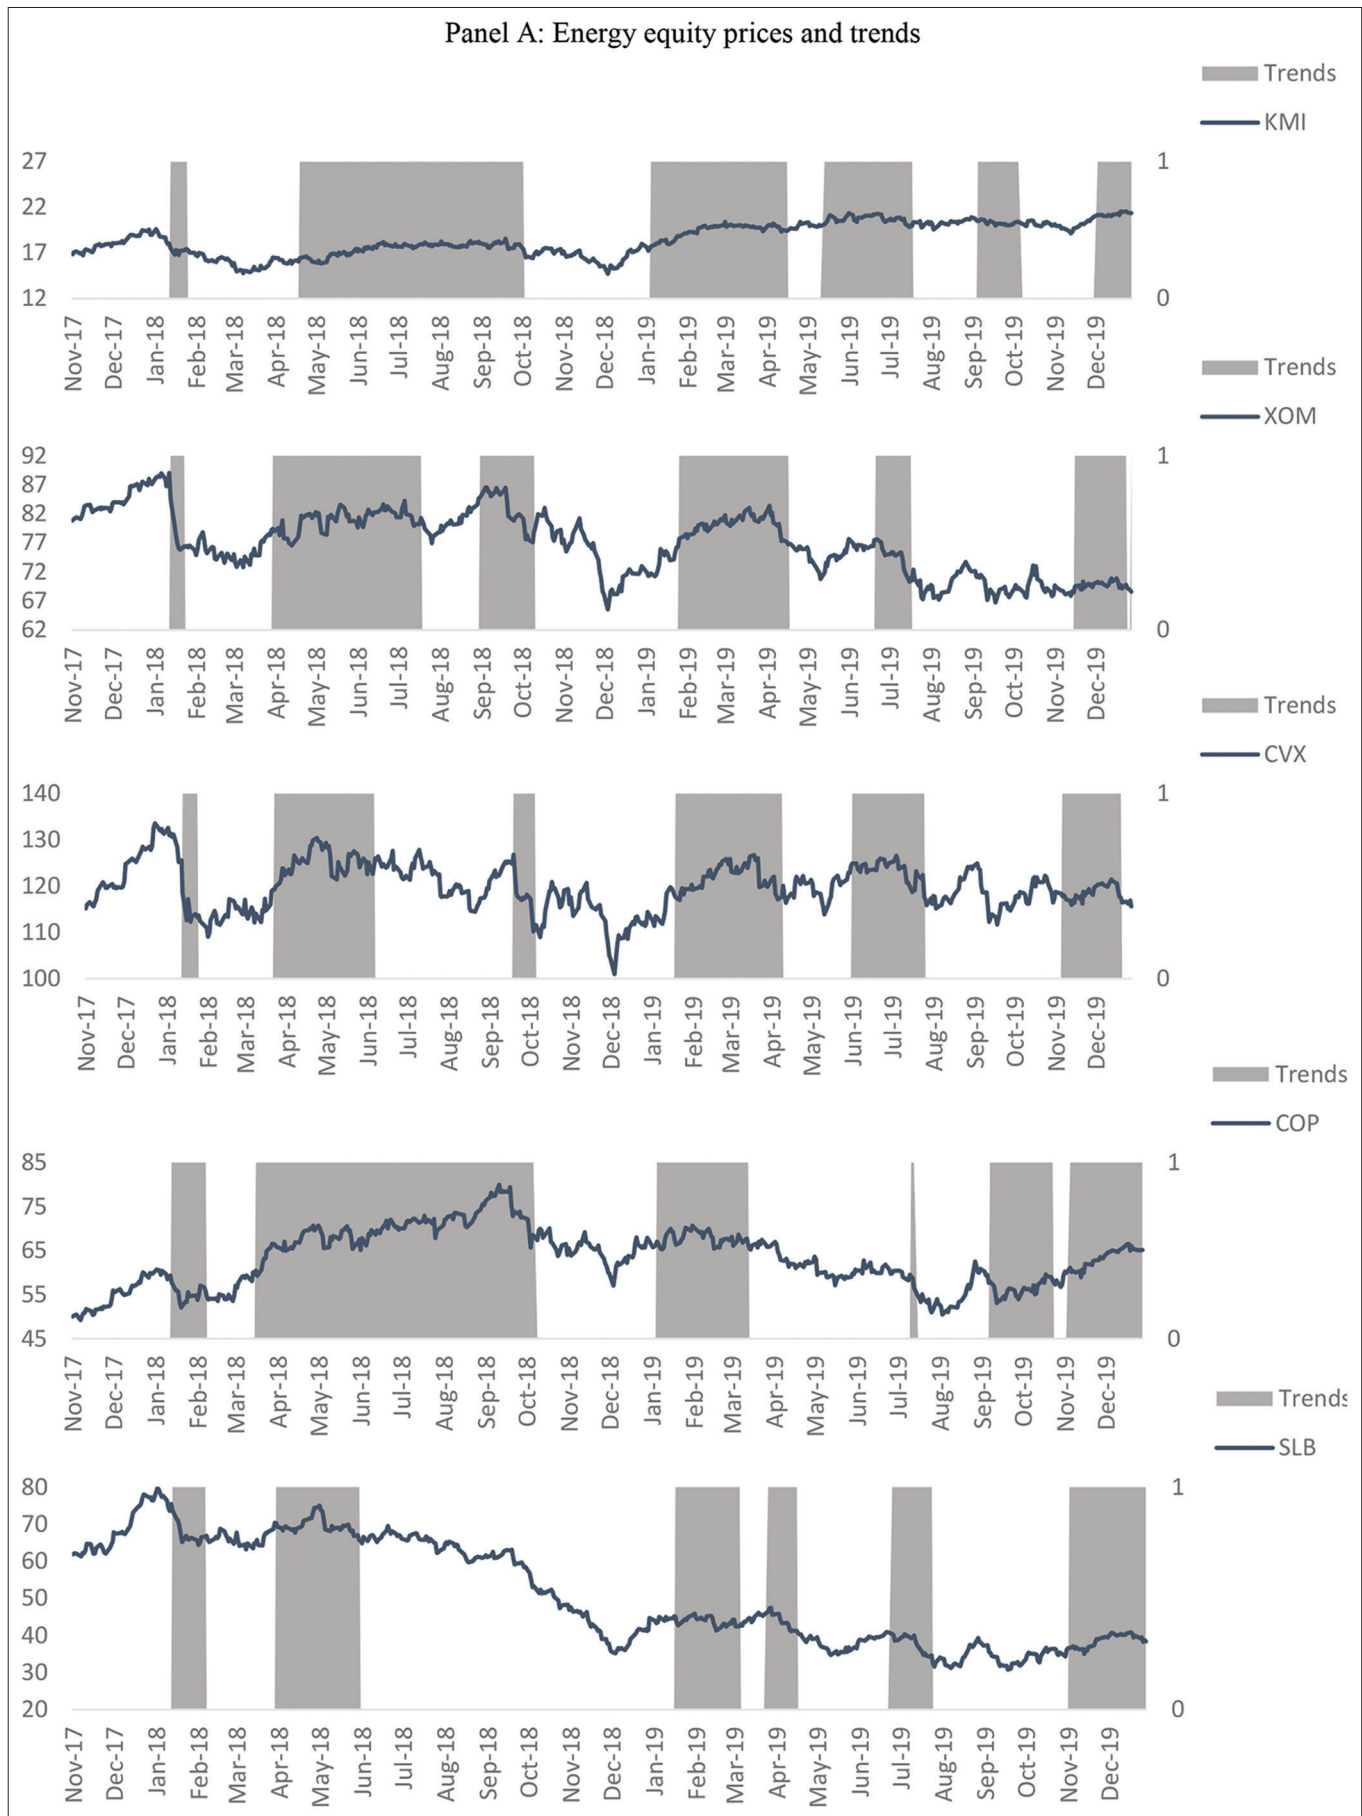 Panel A: Energy equity prices and trends
Trends
KMI
27
22
17
12
1
0
Nov-17
Dec-17
Jan-18
Feb-18
Mar-18
Apr-18
May-18
Jun-18
Jul-18
Aug-18
Sep-18
Oct-18
Nov-18
Dec-18
Jan-19
Feb-19
Mar-19
Apr-19
May-19
Jun-19
Jul-19
Aug-19
Sep-19
Oct-19
Nov-19
Dec-19
Trends
XOM
92
87
82
77
72
67
62
1
0
Nov-17
Dec-17
Jan-18
Feb-18
Mar-18
Apr-18
May-18
Jun-18
Jul-18
Aug-18
Sep-18
Oct-18
Nov-18
Dec-18
Jan-19
Feb-19
Mar-19
Apr-19
May-19
Jun-19
Jul-19
Aug-19
Sep-19
Oct-19
Nov-19
Dec-19
Trends
CVX
140
130
120
110
100
1
0
Nov-17
Dec-17
Jan-18
Feb-18
Mar-18
Apr-18
May-18
Jun-18
Jul-18
Aug-18
Sep-18
Oct-18
Nov-18
Dec-18
Jan-19
Feb-19
Mar-19
Apr-19
May-19
Jun-19
Jul-19
Aug-19
Sep-19
Oct-19
Nov-19
Dec-19
Trends
COP
85
75
65
55
45
1
0
Nov-17
Dec-17
Jan-18
Feb-18
Mar-18
Apr-18
May-18
Jun-18
Jul-18
Aug-18
Sep-18
Oct-18
Nov-18
Dec-18
Jan-19
Feb-19
Mar-19
Apr-19
May-19
Jun-19
Jul-19
Aug-19
Sep-19
Oct-19
Nov-19
Dec-19
Trends
SLB
80
70
60
50
40
30
20
1
0
Nov-17
Dec-17
Jan-18
Feb-18
Mar-18
Apr-18
May-18
Jun-18
Jul-18
Aug-18
Sep-18
Oct-18
Nov-18
Dec-18
Jan-19
Feb-19
Mar-19
Apr-19
May-19
Jun-19
Jul-19
Aug-19
Sep-19
Oct-19
Nov-19
Dec-19